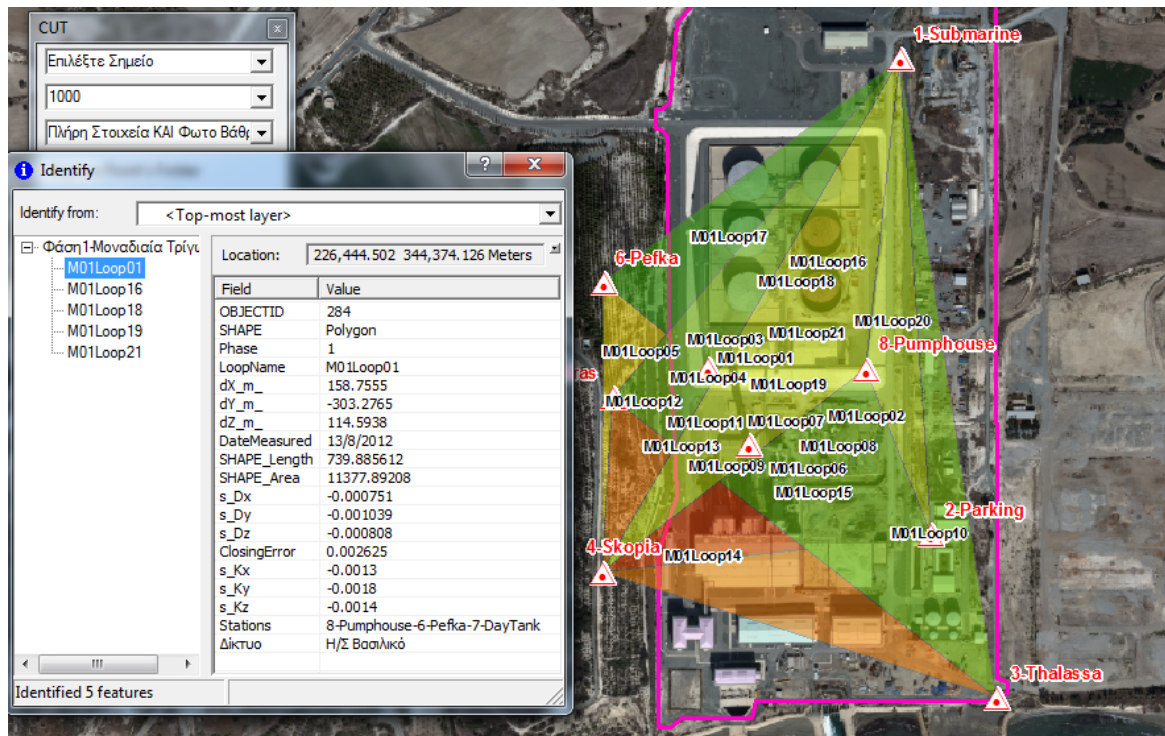 CUT
Επιλέξτε Σημείο
1000
Πλήρη Στοιχεία ΚΑΙ Φωτο Βάθρ
Identify
Identify from: <Top-most layer>
Φάση1-Μοναδιαία Τρίγω
M01Loop01
M01Loop16
M01Loop18
M01Loop19
M01Loop21
Location: 226,444.502 344,374.126 Meters
Field Value
OBJECTID 284
SHAPE Polygon
Phase 1
LoopName M01Loop01
dX_m_ 158.7555
dY_m_ -303.2765
dZ_m_ 114.5938
DateMeasured 13/8/2012
SHAPE_Length 739.885612
SHAPE_Area 11377.89208
s_Dx -0.000751
s_Dy -0.001039
s_Dz -0.000808
ClosingError 0.002625
s_Kx -0.0013
s_Ky -0.0018
s_Kz -0.0014
Stations 8-Pumphouse-6-Pefka-7-DayTank
Δίκτυο Η/Σ Βασιλικό
Identified 5 features
1-Submarine
M01Loop17
6-Pefka
M01Loop16
M01Loop18
M01Loop20
M01Loop21
M01Loop03
8-Pumphouse
M01Loop05
M01Loop01
ras
M01Loop04
M01Loop19
M01Loop12
M01Loop02
M01Loop11
M01Loop07
M01Loop13
M01Loop08
M01Loop09
M01Loop06
M01Loop15
2-Parking
M01Loop10
4-Skopia
M01Loop14
3-Thalassa